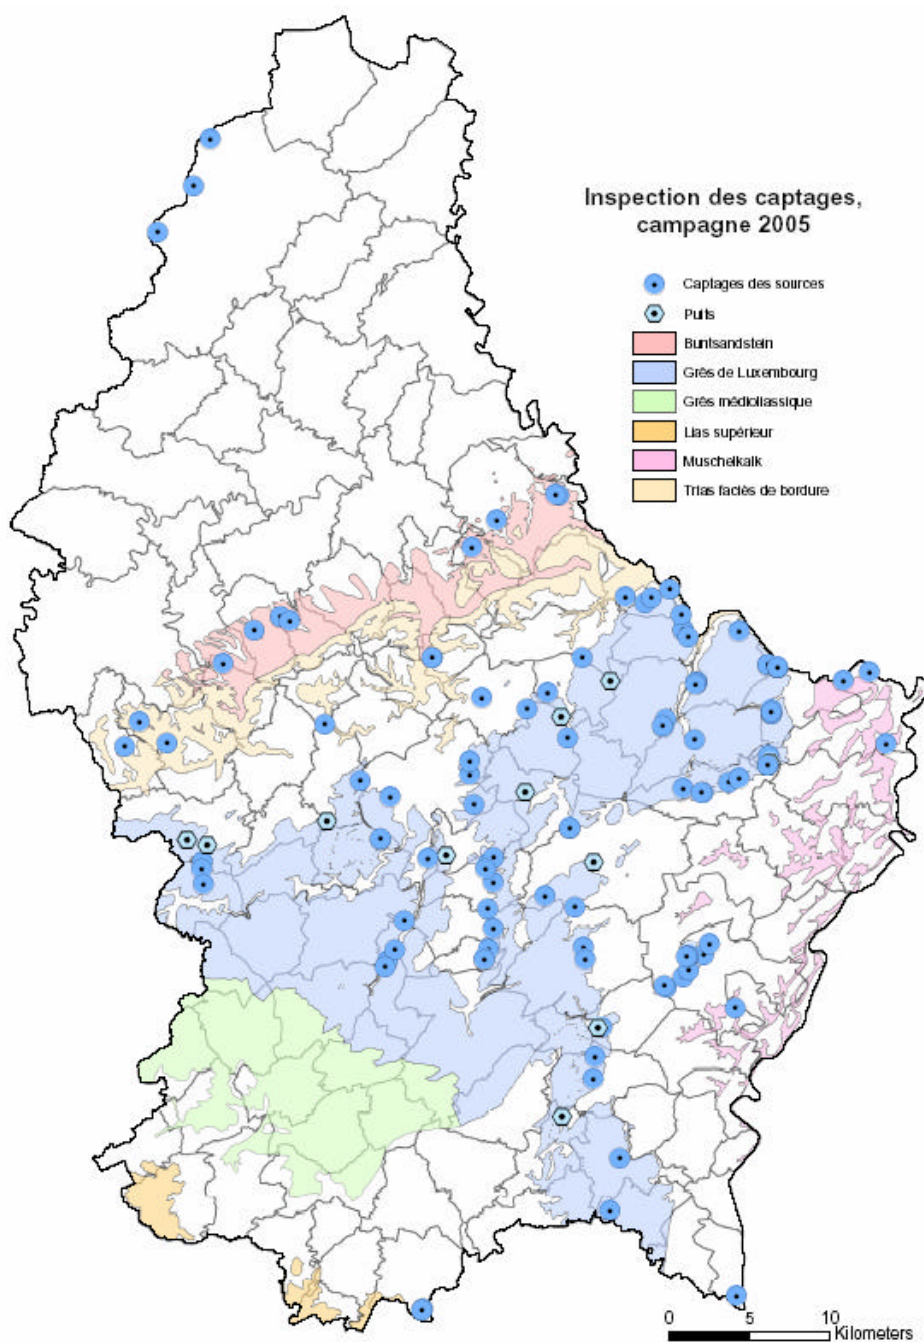 Inspection des captages,
campagne 2005
Captages des sources
Puits
Buntsandstein
Grès de Luxembourg
Grès médioliassique
Lias supérieur
Muschelkalk
Trias faciès de bordure
0 5 10
Kilometers